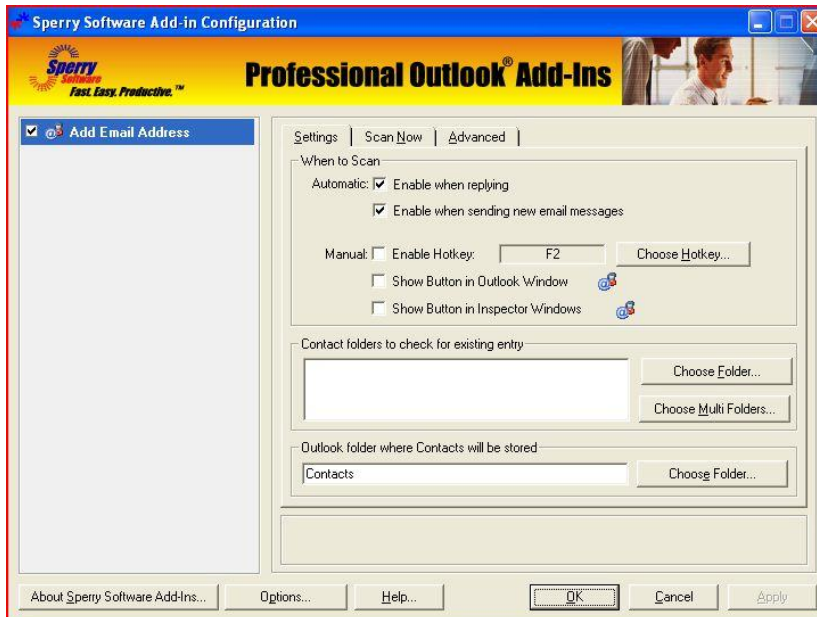 Sperry Software Add-in Configuration
Sperry
Software
Fast. Easy. Productive.™
Professional Outlook® Add-Ins
Add Email Address
Settings
Scan Now
Advanced
When to Scan
Automatic:
Enable when replying
Enable when sending new email messages
Manual:
Enable Hotkey:
F2
Choose Hotkey...
Show Button in Outlook Window
Show Button in Inspector Windows
Contact folders to check for existing entry
Choose Folder...
Choose Multi Folders...
Outlook folder where Contacts will be stored
Contacts
Choose Folder...
About Sperry Software Add-Ins...
Options...
Help...
OK
Cancel
Apply